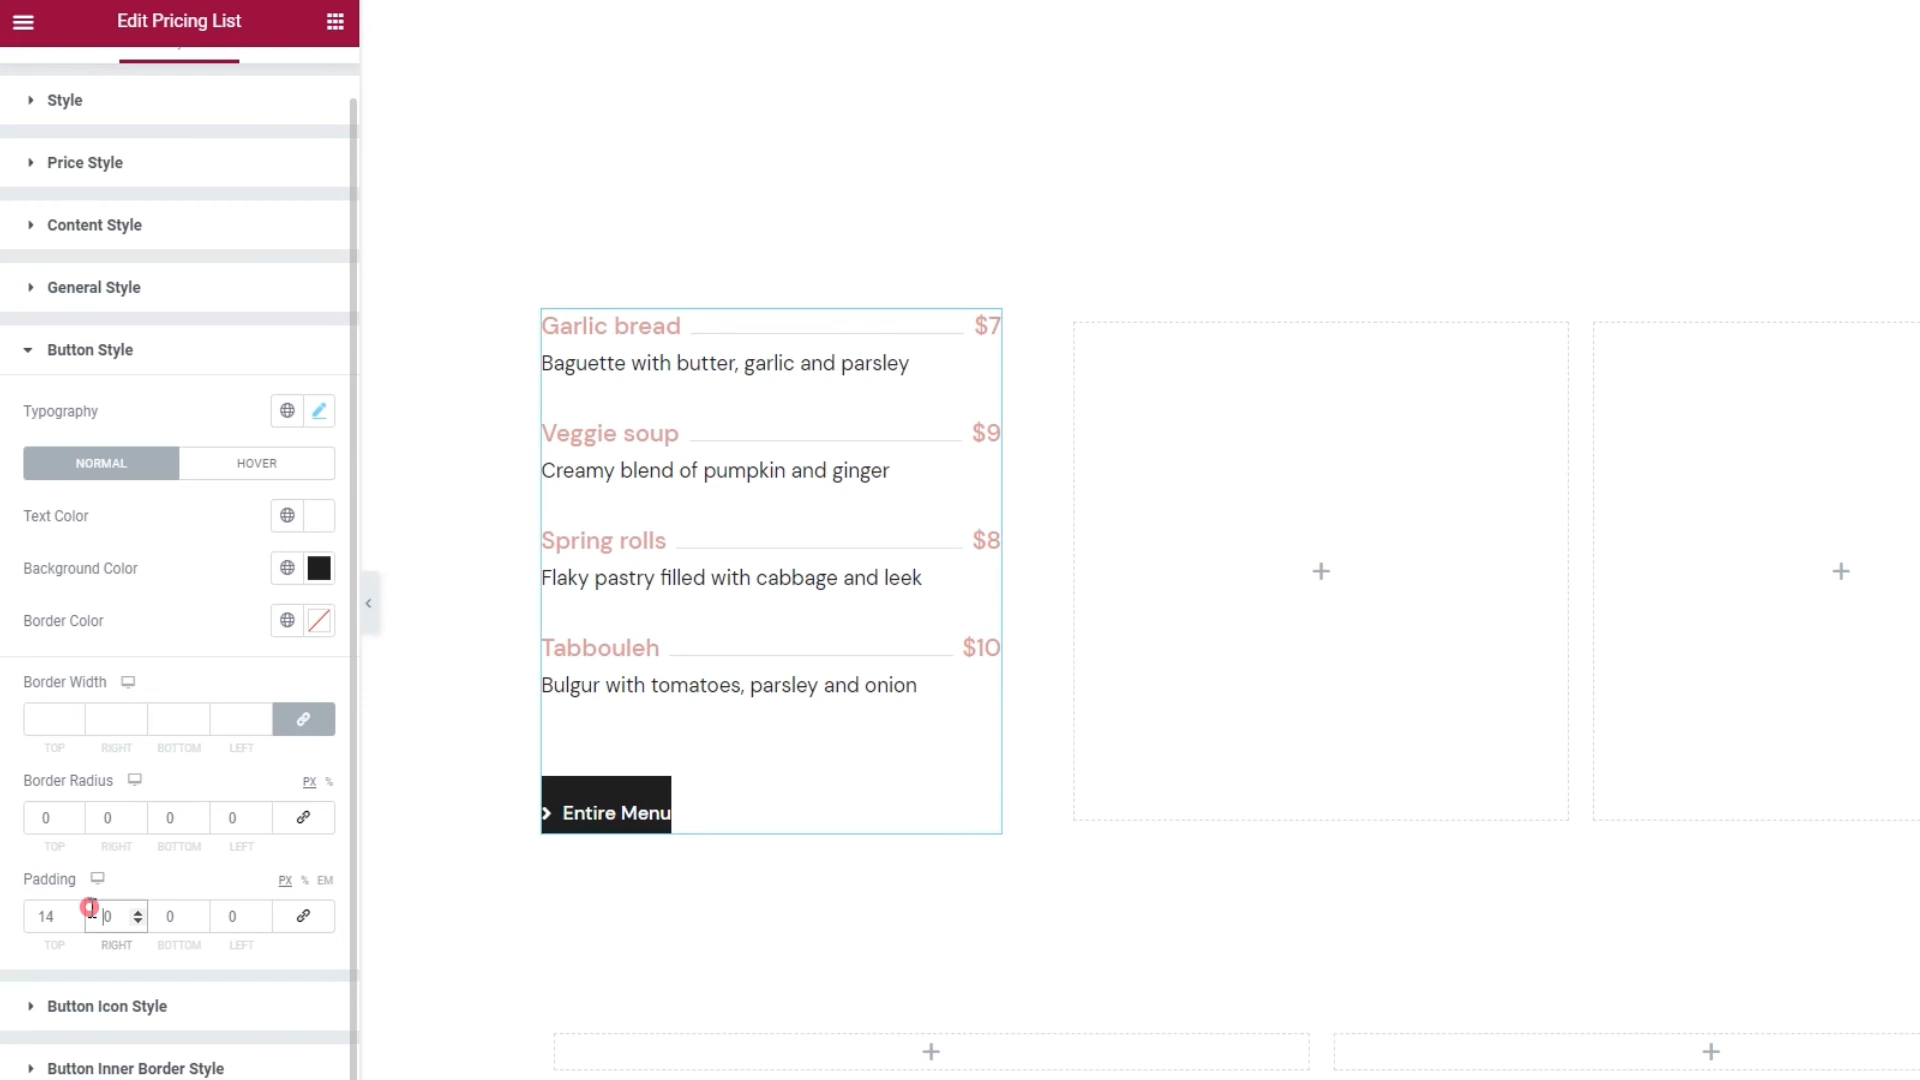 Edit Pricing List
Style
Price Style
Content Style
General Style
Button Style
Typography
NORMAL
HOVER
Text Color
Background Color
Border Color
Border Width
TOP RIGHT BOTTOM LEFT
Border Radius
PX %
0 0 0 0
TOP RIGHT BOTTOM LEFT
Padding
PX % EM
14 0 0 0
TOP RIGHT BOTTOM LEFT
Button Icon Style
Button Inner Border Style
Garlic bread $7
Baguette with butter, garlic and parsley
Veggie soup $9
Creamy blend of pumpkin and ginger
Spring rolls $8
Flaky pastry filled with cabbage and leek
Tabbouleh $10
Bulgur with tomatoes, parsley and onion
Entire Menu